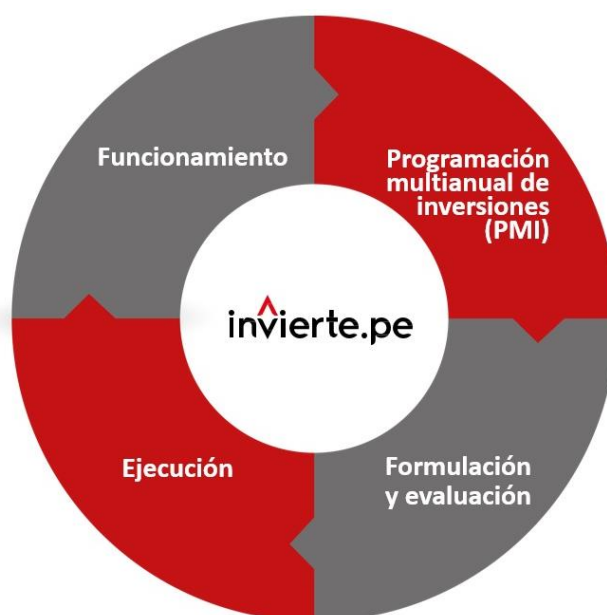 Funcionamiento
Programación
multianual de
inversiones
(PMI)
invierte.pe
Ejecución
Formulación
y evaluación